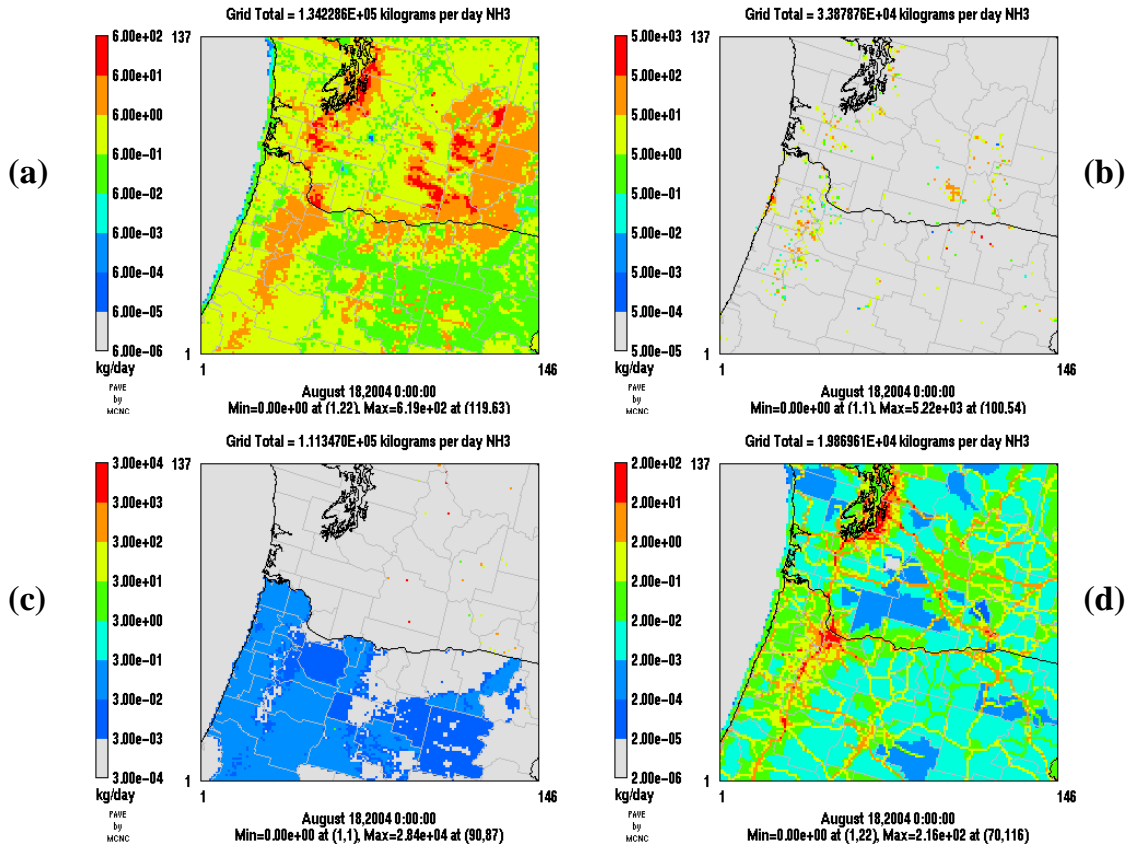 Grid Total = 1.342286E+05 kilograms per day NH3
(a)
6.00e+02
6.00e+01
6.00e+00
6.00e−01
6.00e−02
6.00e−03
6.00e−04
6.00e−05
6.00e−06
kg/day
PAVE
by
MCNC
137
1
1
146
August 18,2004 0:00:00
Min=0.00e+00 at (1,22), Max=6.19e+02 at (119,63)
Grid Total = 3.387876E+04 kilograms per day NH3
(b)
5.00e+03
5.00e+02
5.00e+01
5.00e+00
5.00e−01
5.00e−02
5.00e−03
5.00e−04
5.00e−05
kg/day
PAVE
by
MCNC
137
1
1
146
August 18,2004 0:00:00
Min=0.00e+00 at (1,1), Max=5.22e+03 at (100,54)
Grid Total = 1.113470E+05 kilograms per day NH3
(c)
3.00e+04
3.00e+03
3.00e+02
3.00e+01
3.00e+00
3.00e−01
3.00e−02
3.00e−03
3.00e−04
kg/day
PAVE
by
MCNC
137
1
1
146
August 18,2004 0:00:00
Min=0.00e+00 at (1,1), Max=2.84e+04 at (90,87)
Grid Total = 1.986961E+04 kilograms per day NH3
(d)
2.00e+02
2.00e+01
2.00e+00
2.00e−01
2.00e−02
2.00e−03
2.00e−04
2.00e−05
2.00e−06
kg/day
PAVE
by
MCNC
137
1
1
146
August 18,2004 0:00:00
Min=0.00e+00 at (1,22), Max=2.16e+02 at (70,116)